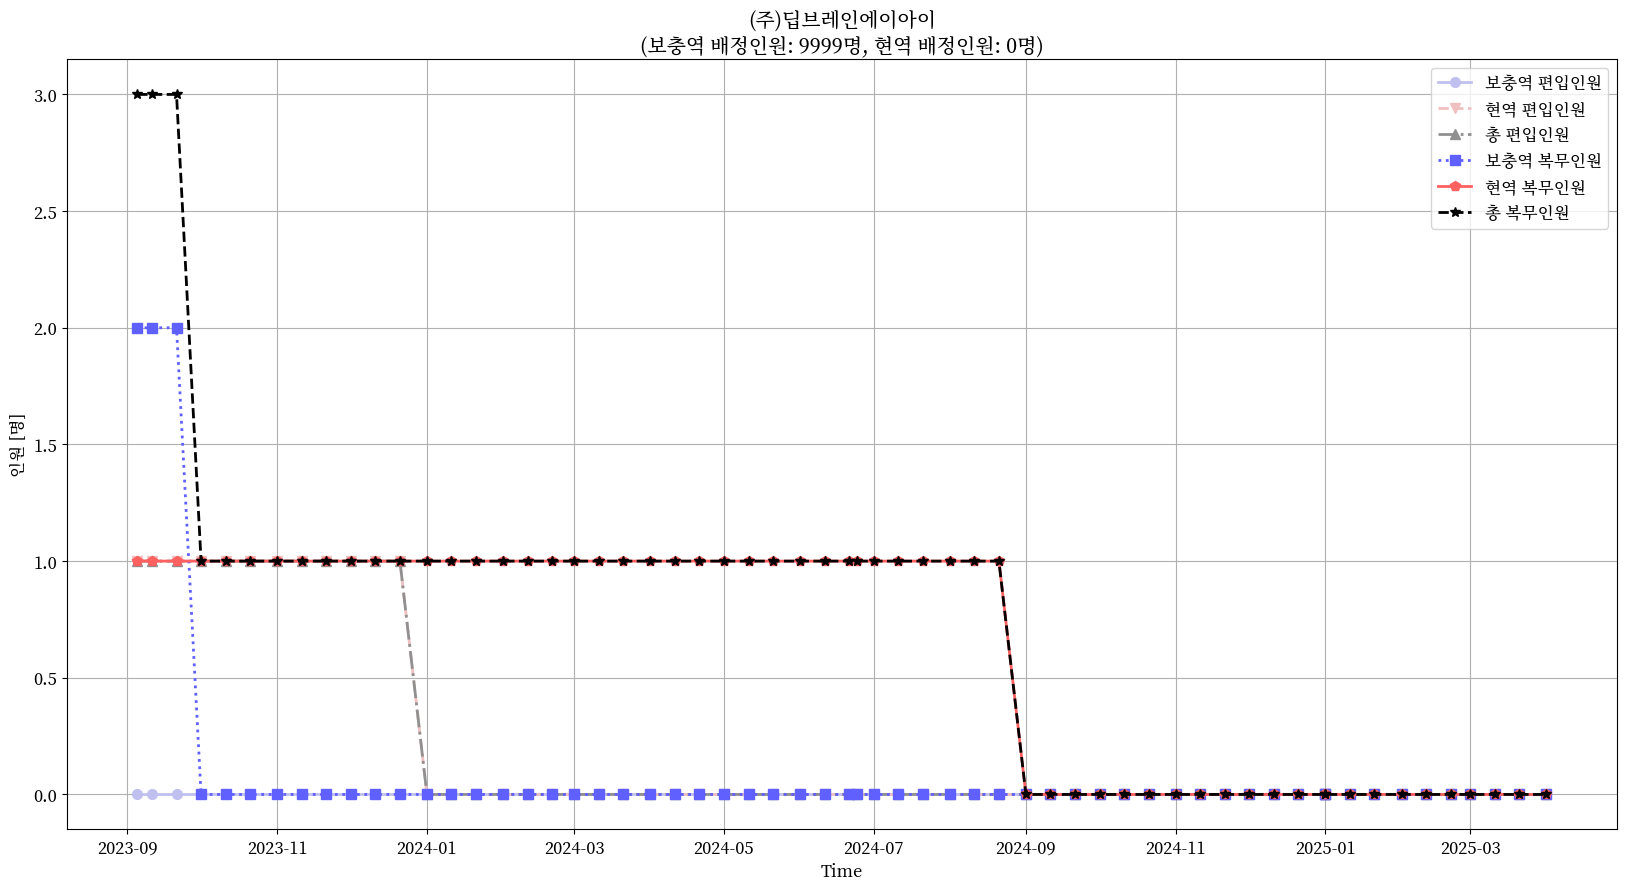 (주)딥브레인에이아이
(보충역 배정인원: 9999명, 현역 배정인원: 0명)
보충역 편입인원
현역 편입인원
총 편입인원
보충역 복무인원
현역 복무인원
총 복무인원
인원 [명]
3.0
2.5
2.0
1.5
1.0
0.5
0.0
2023-09 2023-11 2024-01 2024-03 2024-05 2024-07 2024-09 2024-11 2025-01 2025-03
Time